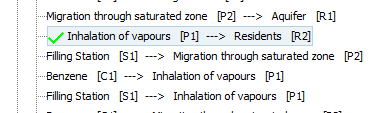 Migration through saturated zone [P2] ---> Aquifer [R1]
Inhalation of vapours [P1] ---> Residents [R2]
Filling Station [S1] ---> Migration through saturated zone [P2]
Benzene [C1] ---> Inhalation of vapours [P1]
Filling Station [S1] ---> Inhalation of vapours [P1]